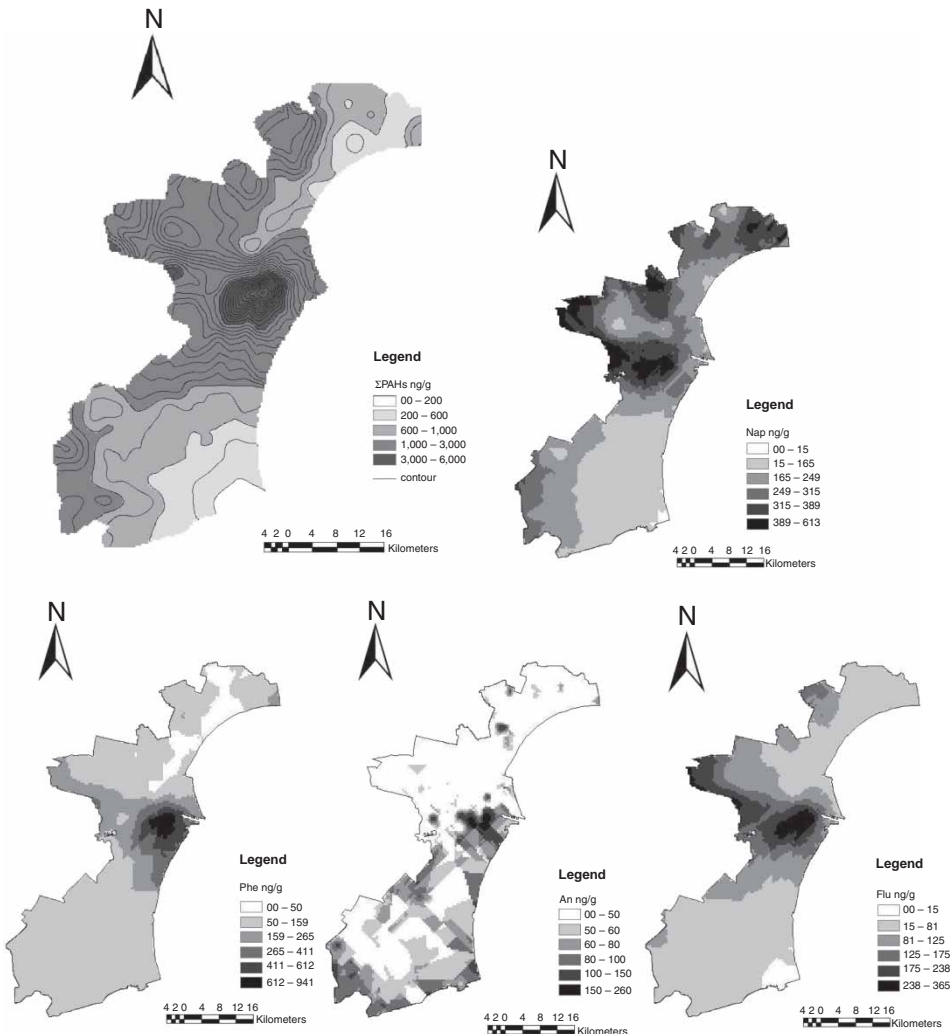 N
Legend
ΣPAHs ng/g
00 – 200
200 – 600
600 – 1,000
1,000 – 3,000
3,000 – 6,000
contour
4 2 0 4 8 12 16
Kilometers
N
Legend
Nap ng/g
00 – 15
15 – 165
165 – 249
249 – 315
315 – 389
389 – 613
4 2 0 4 8 12 16
Kilometers
N
Legend
Phe ng/g
00 – 50
50 – 159
159 – 265
265 – 411
411 – 612
612 – 941
4 2 0 4 8 12 16
Kilometers
N
Legend
An ng/g
00 – 50
50 – 60
60 – 80
80 – 100
100 – 150
150 – 260
4 2 0 4 8 12 16
Kilometers
N
Legend
Flu ng/g
00 – 15
15 – 81
81 – 125
125 – 175
175 – 238
238 – 365
4 2 0 4 8 12 16
Kilometers